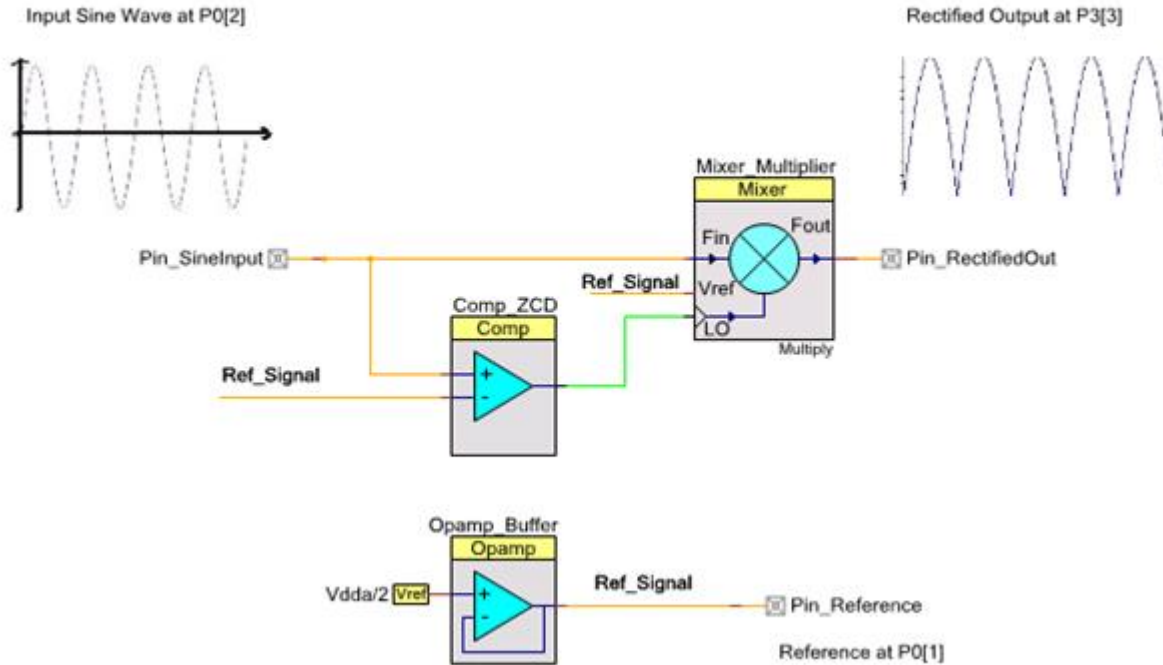 Input Sine Wave at P0[2]
Rectified Output at P3[3]
Mixer_Multiplier
Mixer
Fin
Fout
Pin_SineInput
Pin_RectifiedOut
Ref_Signal
Vref
LO
Multiply
Comp_ZCD
Comp
+
-
Ref_Signal
Opamp_Buffer
Opamp
Vdda/2 Vref
+
-
Ref_Signal
Pin_Reference
Reference at P0[1]